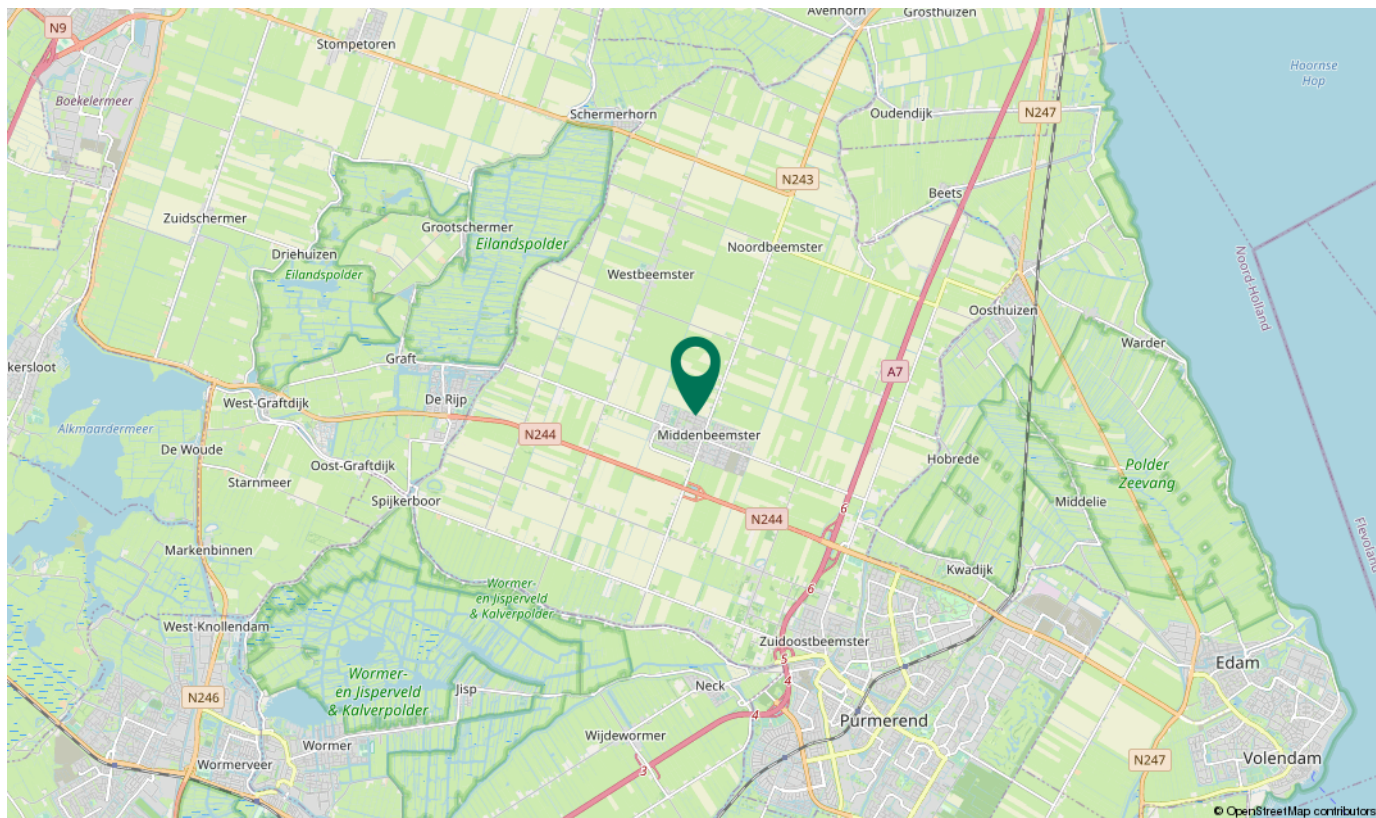 Avenhorn
Grosthuizen
N9
Stompetoren
Hoornse
Hop
Boekelermeer
Schermerhorn
Oudendijk
N247
N243
Beets
Zuidschermer
Grootschermer
Eilandspolder
Noordbeemster
Driehuizen
Eilandspolder
Westbeemster
Noord-Holland
Oosthuizen
Warder
Graft
kersloot
A7
West-Graftdijk
De Rijp
Alkmaardermeer
N244
Middenbeemster
De Woude
Hobrede
Polder
Zeevang
Oost-Graftdijk
Starnmeer
Spijkerboor
Middelie
6
N244
Flevoland
Markenbinnen
Kwadijk
Wormer-
en Jisperveld
& Kalverpolder
6
West-Knollendam
Zuidoostbeemster
5
Edam
Wormer-
en Jisperveld
& Kalverpolder
4
Jisp
Neck
N246
4
Purmerend
Wijdewormer
Wormer
Wormerveer
3
N247
Volendam
© OpenStreetMap contributors